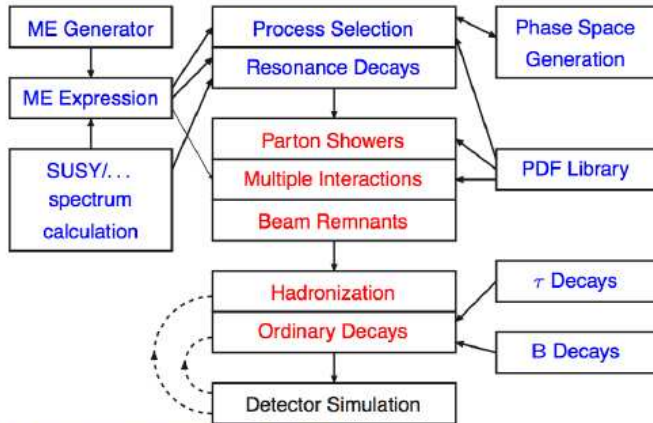 ME Generator
Process Selection
Phase Space
Generation
ME Expression
Resonance Decays
SUSY/...
spectrum
calculation
Parton Showers
Multiple Interactions
Beam Remnants
PDF Library
Hadronization
Ordinary Decays
τ Decays
B Decays
Detector Simulation